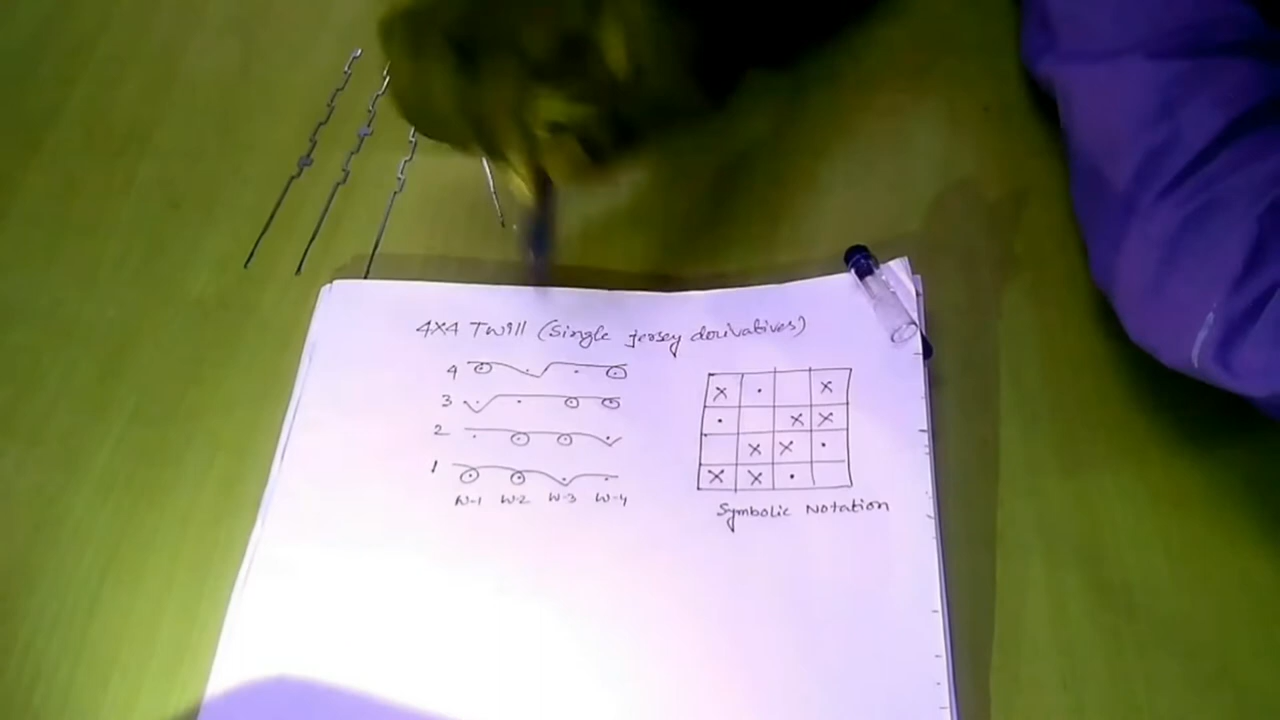 4X4 Twill (Single jersey derivatives)
4
3
2
1
W-1 W-2 W-3 W-4
X • X
• X X
X X •
X X •
Symbolic Notation